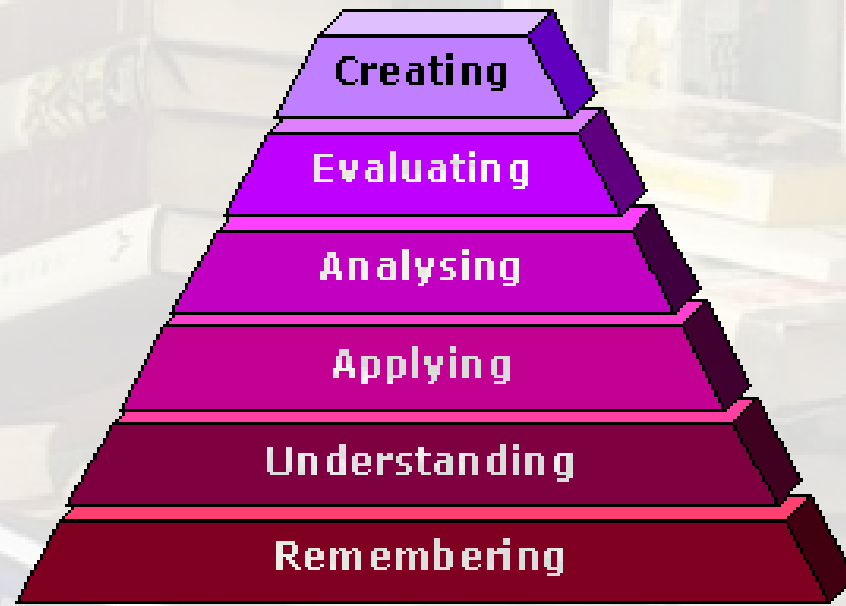 Creating
Evaluating
Analysing
Applying
Understanding
Remembering